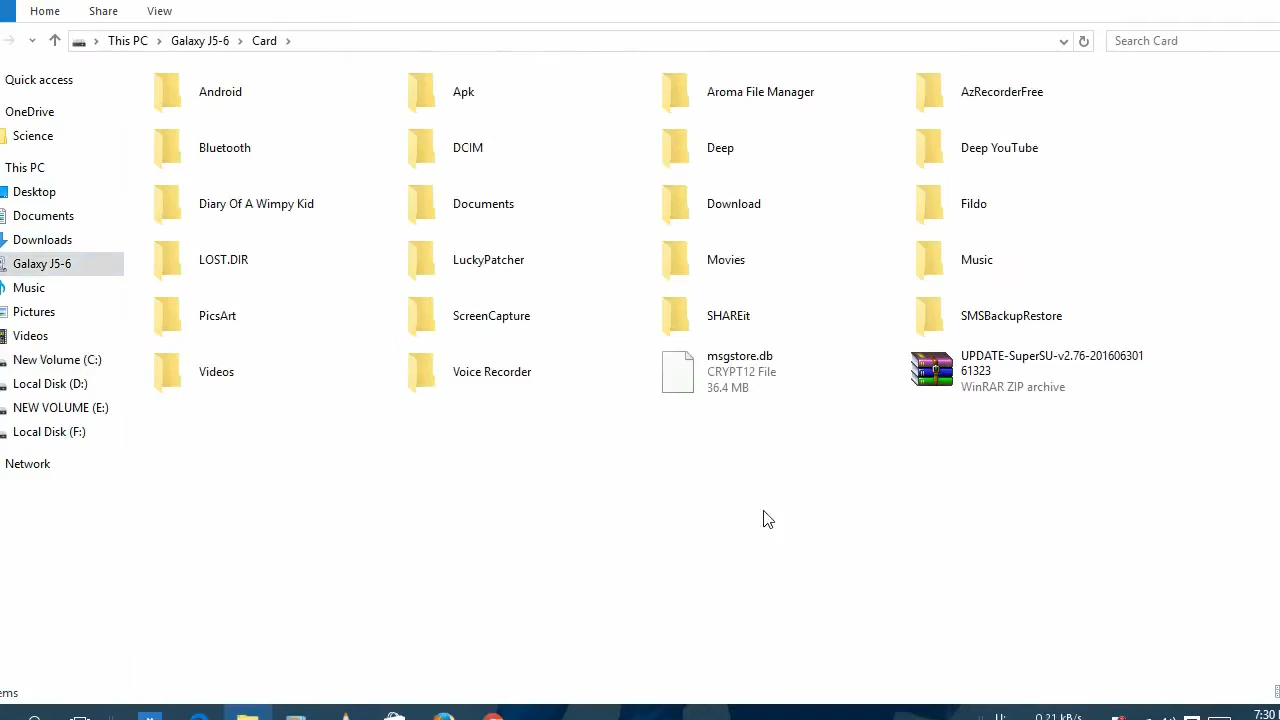 Home Share View
This PC Galaxy J5-6 Card
Search Card
Quick access
OneDrive
Science
This PC
Desktop
Documents
Downloads
Galaxy J5-6
Music
Pictures
Videos
New Volume (C:)
Local Disk (D:)
NEW VOLUME (E:)
Local Disk (F:)
Network
Android Apk Aroma File Manager AzRecorderFree
Bluetooth DCIM Deep Deep YouTube
Diary Of A Wimpy Kid Documents Download Fildo
LOST.DIR LuckyPatcher Movies Music
PicsArt ScreenCapture SHAREit SMSBackupRestore
Videos Voice Recorder
msgstore.db
CRYPT12 File
36.4 MB
UPDATE-SuperSU-v2.76-201606301
61323
WinRAR ZIP archive
ems
U: 0.21 kB/s
7:30